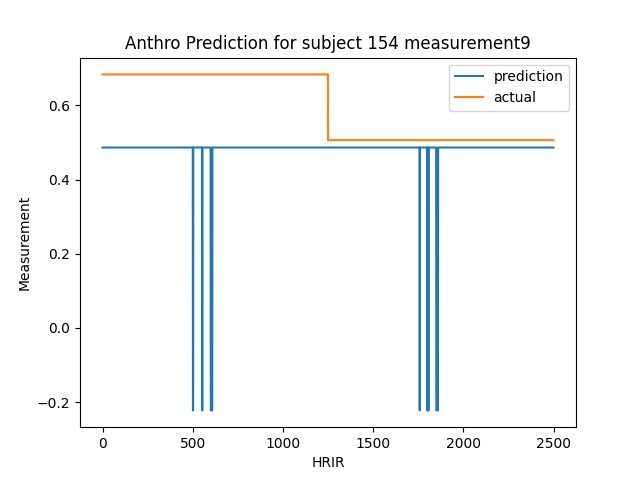 Anthro Prediction for subject 154 measurement9
prediction
actual
Measurement
0.6
0.4
0.2
0.0
−0.2
0
500
1000
1500
2000
2500
HRIR